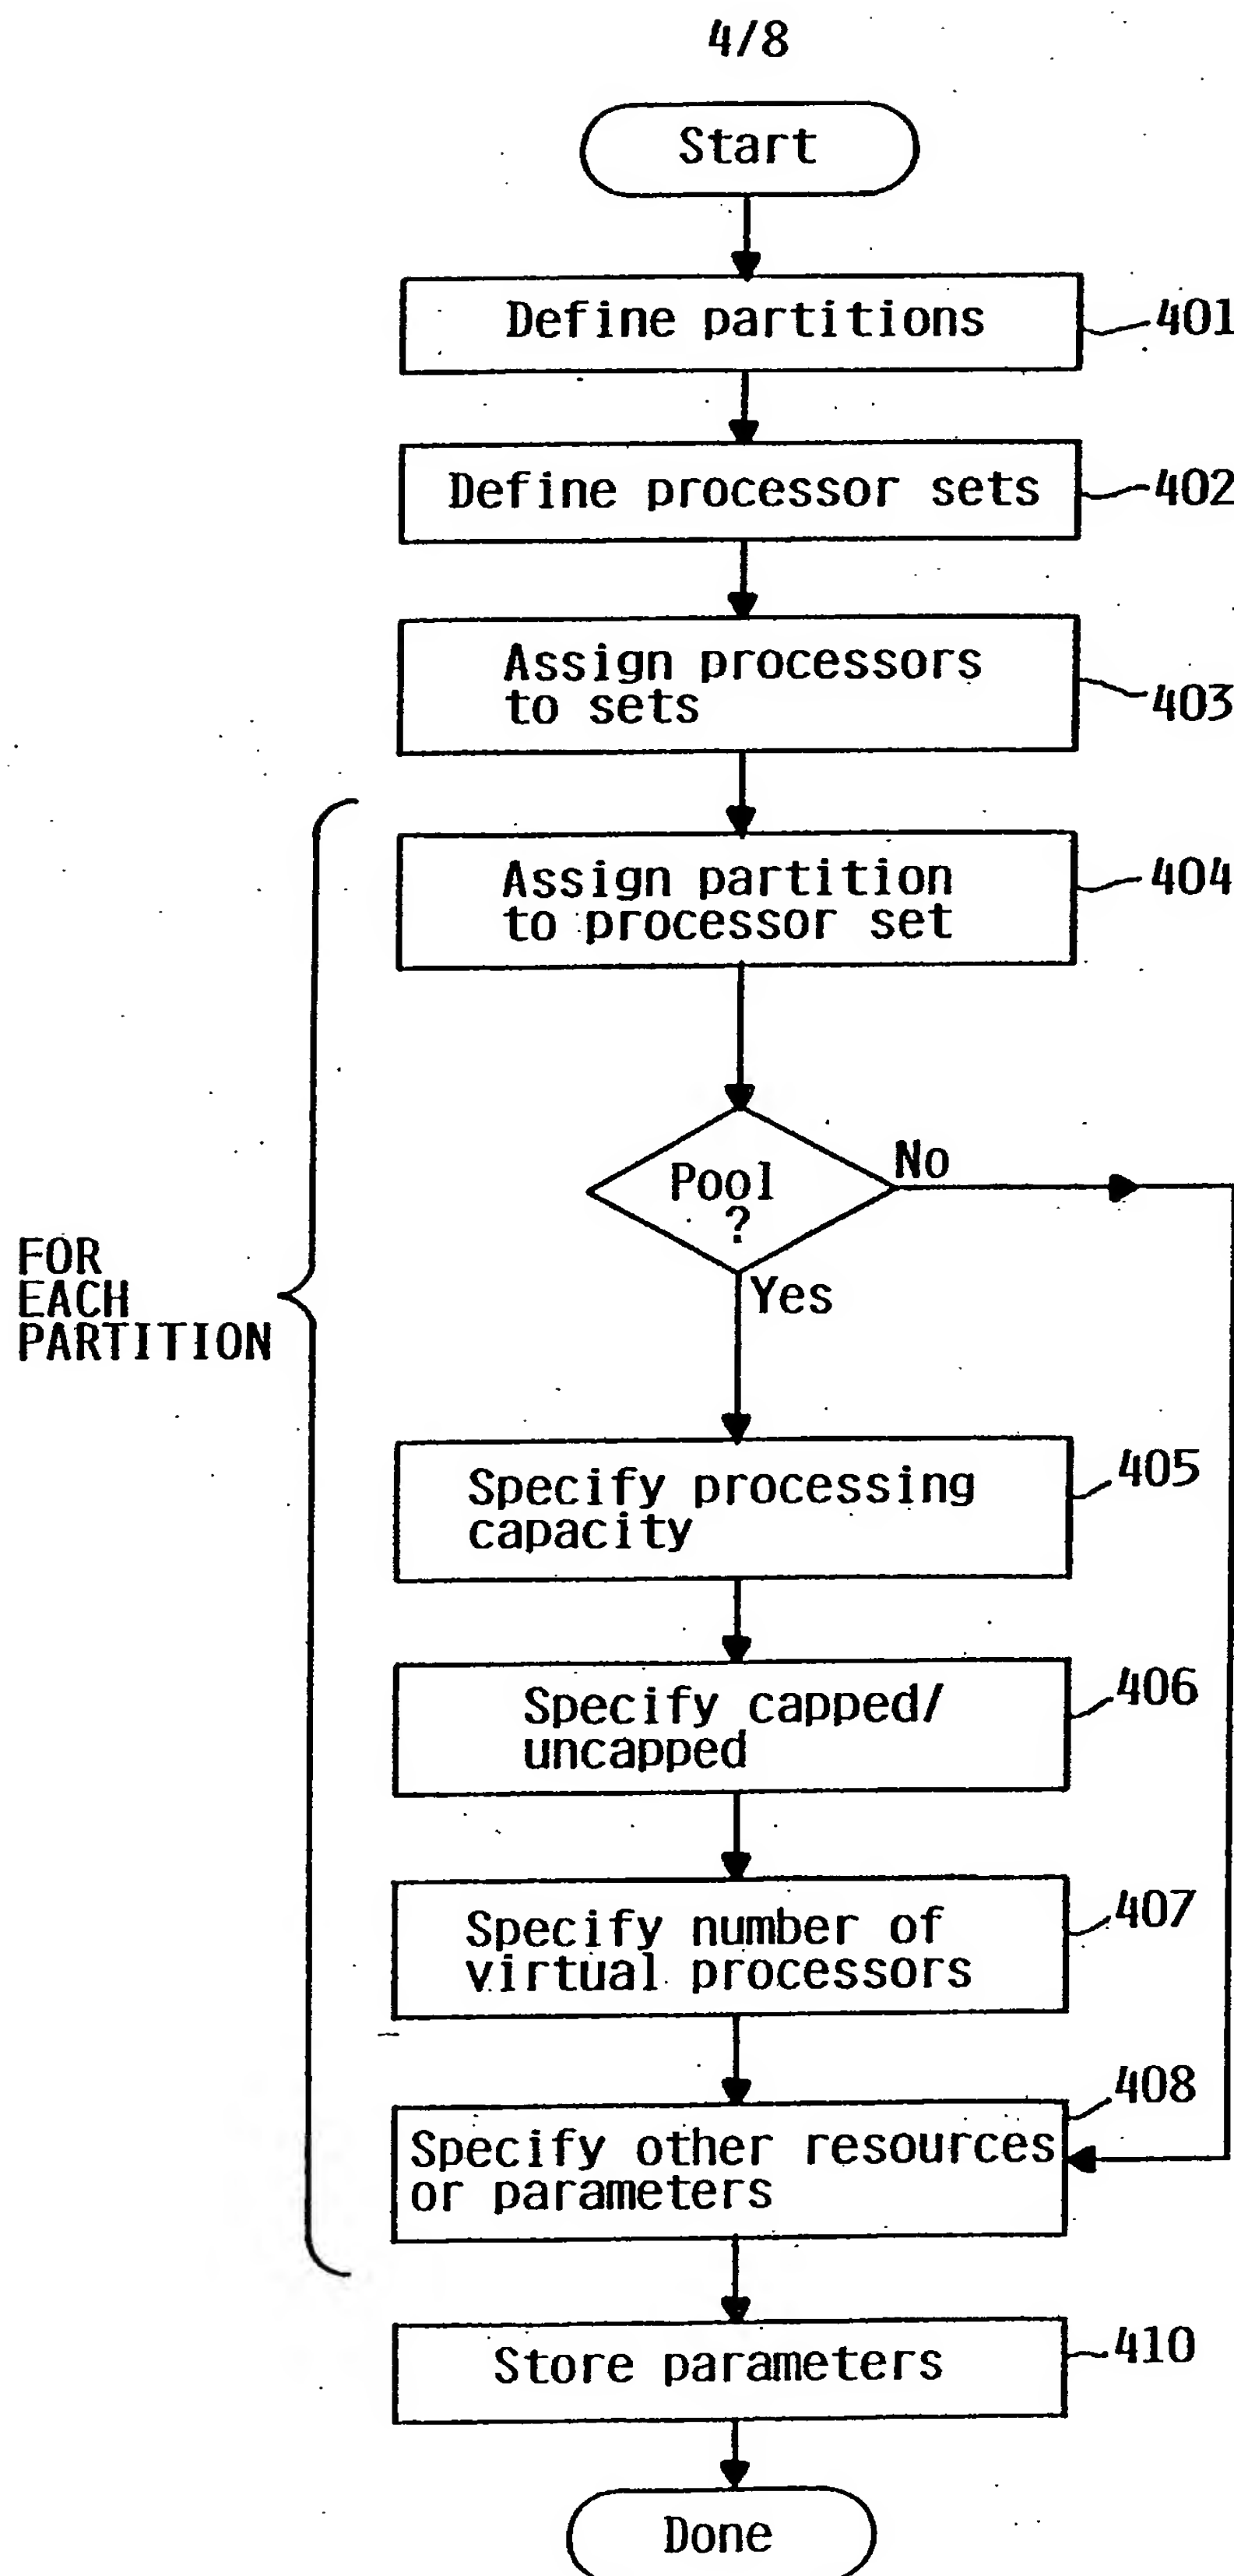 4/8
Start
Define partitions
401
Define processor sets
402
Assign processors
to sets
403
Assign partition
to processor set
404
Pool
?
No
Yes
FOR
EACH
PARTITION
Specify processing
capacity
405
Specify capped/
uncapped
406
Specify number of
virtual processors
407
Specify other resources
or parameters
408
Store parameters
410
Done